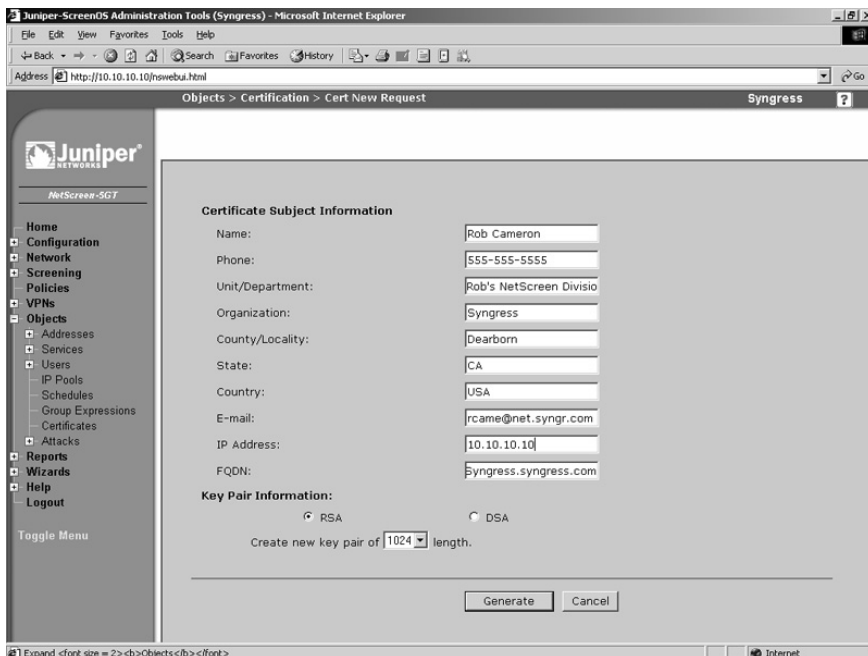 Juniper-ScreenOS Administration Tools (Syngress) - Microsoft Internet Explorer
File Edit View Favorites Tools Help
Back Search Favorites History
Address http://10.10.10.10/nswebui.html Go
Objects > Certification > Cert New Request Syngress ?
Juniper
NETWORKS
NetScreen-5GT
Home
Configuration
Network
Screening
Policies
VPNs
Objects
Addresses
Services
Users
IP Pools
Schedules
Group Expressions
Certificates
Attacks
Reports
Wizards
Help
Logout
Toggle Menu
Certificate Subject Information
Name: Rob Cameron
Phone: 555-555-5555
Unit/Department: Rob's NetScreen Divisio
Organization: Syngress
County/Locality: Dearborn
State: CA
Country: USA
E-mail: rcame@net.syngr.com
IP Address: 10.10.10.10
FQDN: Syngress.syngress.com
Key Pair Information:
RSA DSA
Create new key pair of 1024 length.
Generate Cancel
Expand <font size = 2><b>Objects</b></font> Internet